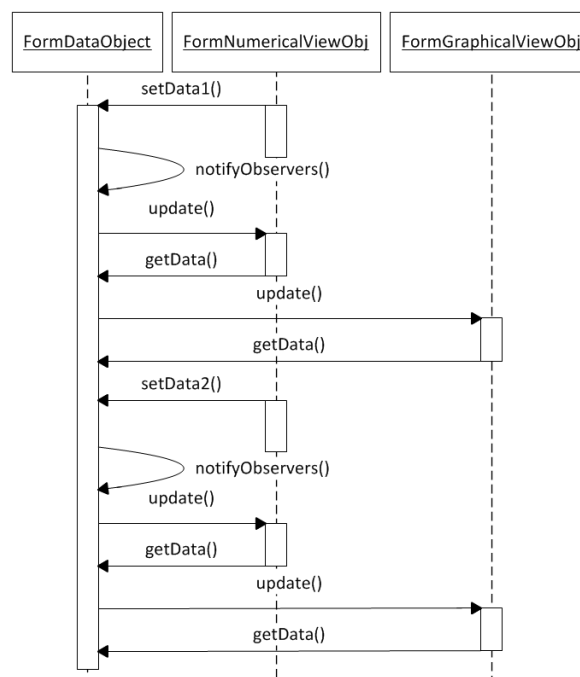 FormDataObject
FormNumericalViewObj
FormGraphicalViewObj
setData1()
notifyObservers()
update()
getData()
update()
getData()
setData2()
notifyObservers()
update()
getData()
update()
getData()